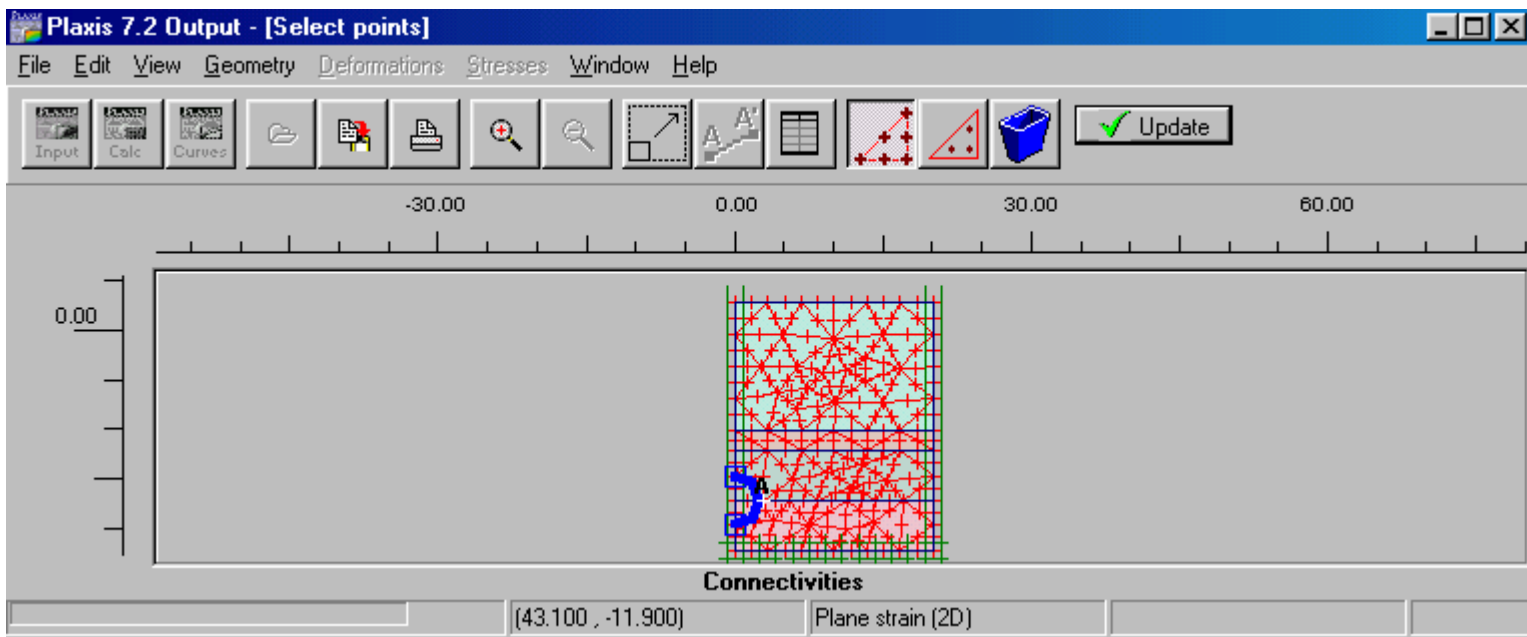 Plaxis 7.2 Output - [Select points]
File Edit View Geometry Deformations Stresses Window Help
Input Calc Curves A A' Update
-30.00 0.00 30.00 60.00
0.00
A
Connectivities
(43.100 , -11.900) Plane strain (2D)